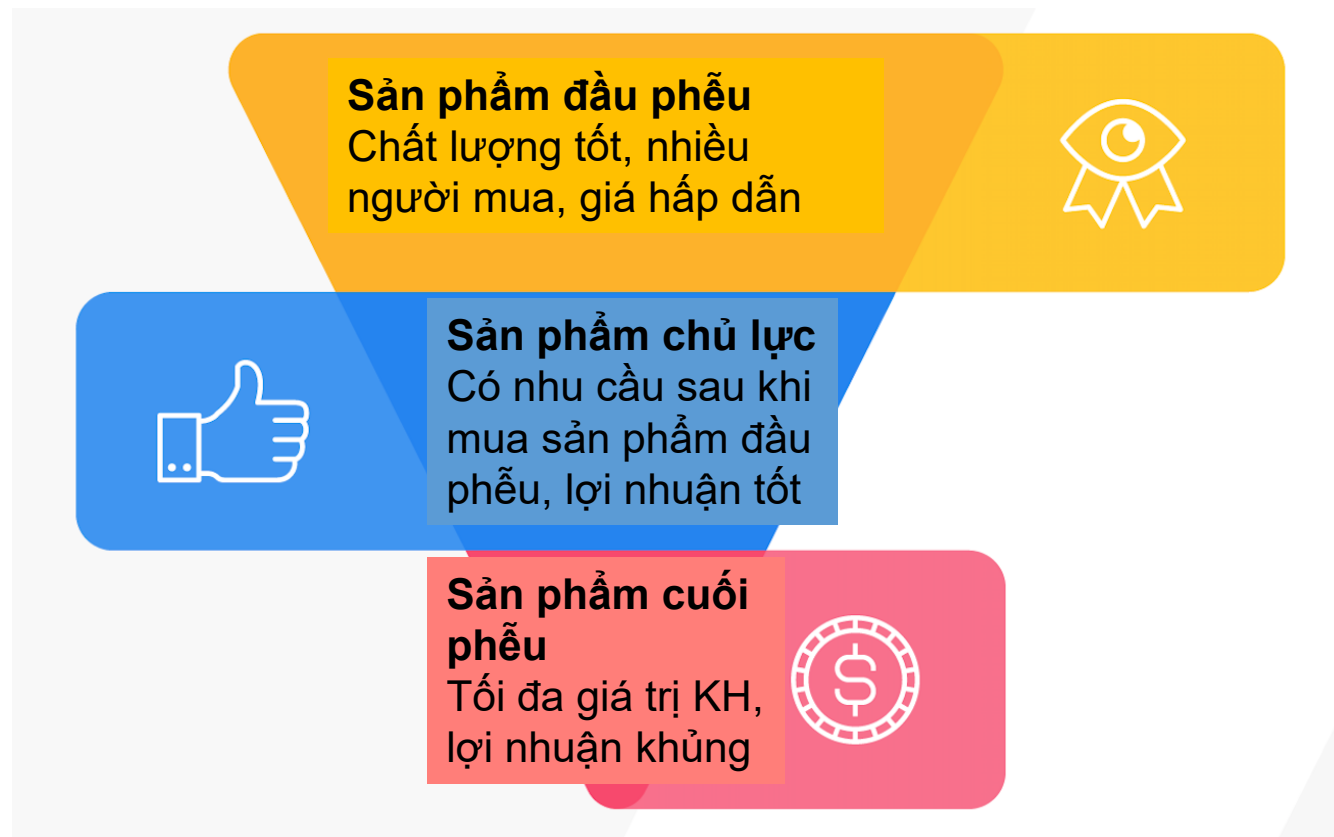 Sản phẩm đầu phễu
Chất lượng tốt, nhiều
người mua, giá hấp dẫn
Sản phẩm chủ lực
Có nhu cầu sau khi
mua sản phẩm đầu
phễu, lợi nhuận tốt
Sản phẩm cuối
phễu
Tối đa giá trị KH,
lợi nhuận khủng
$